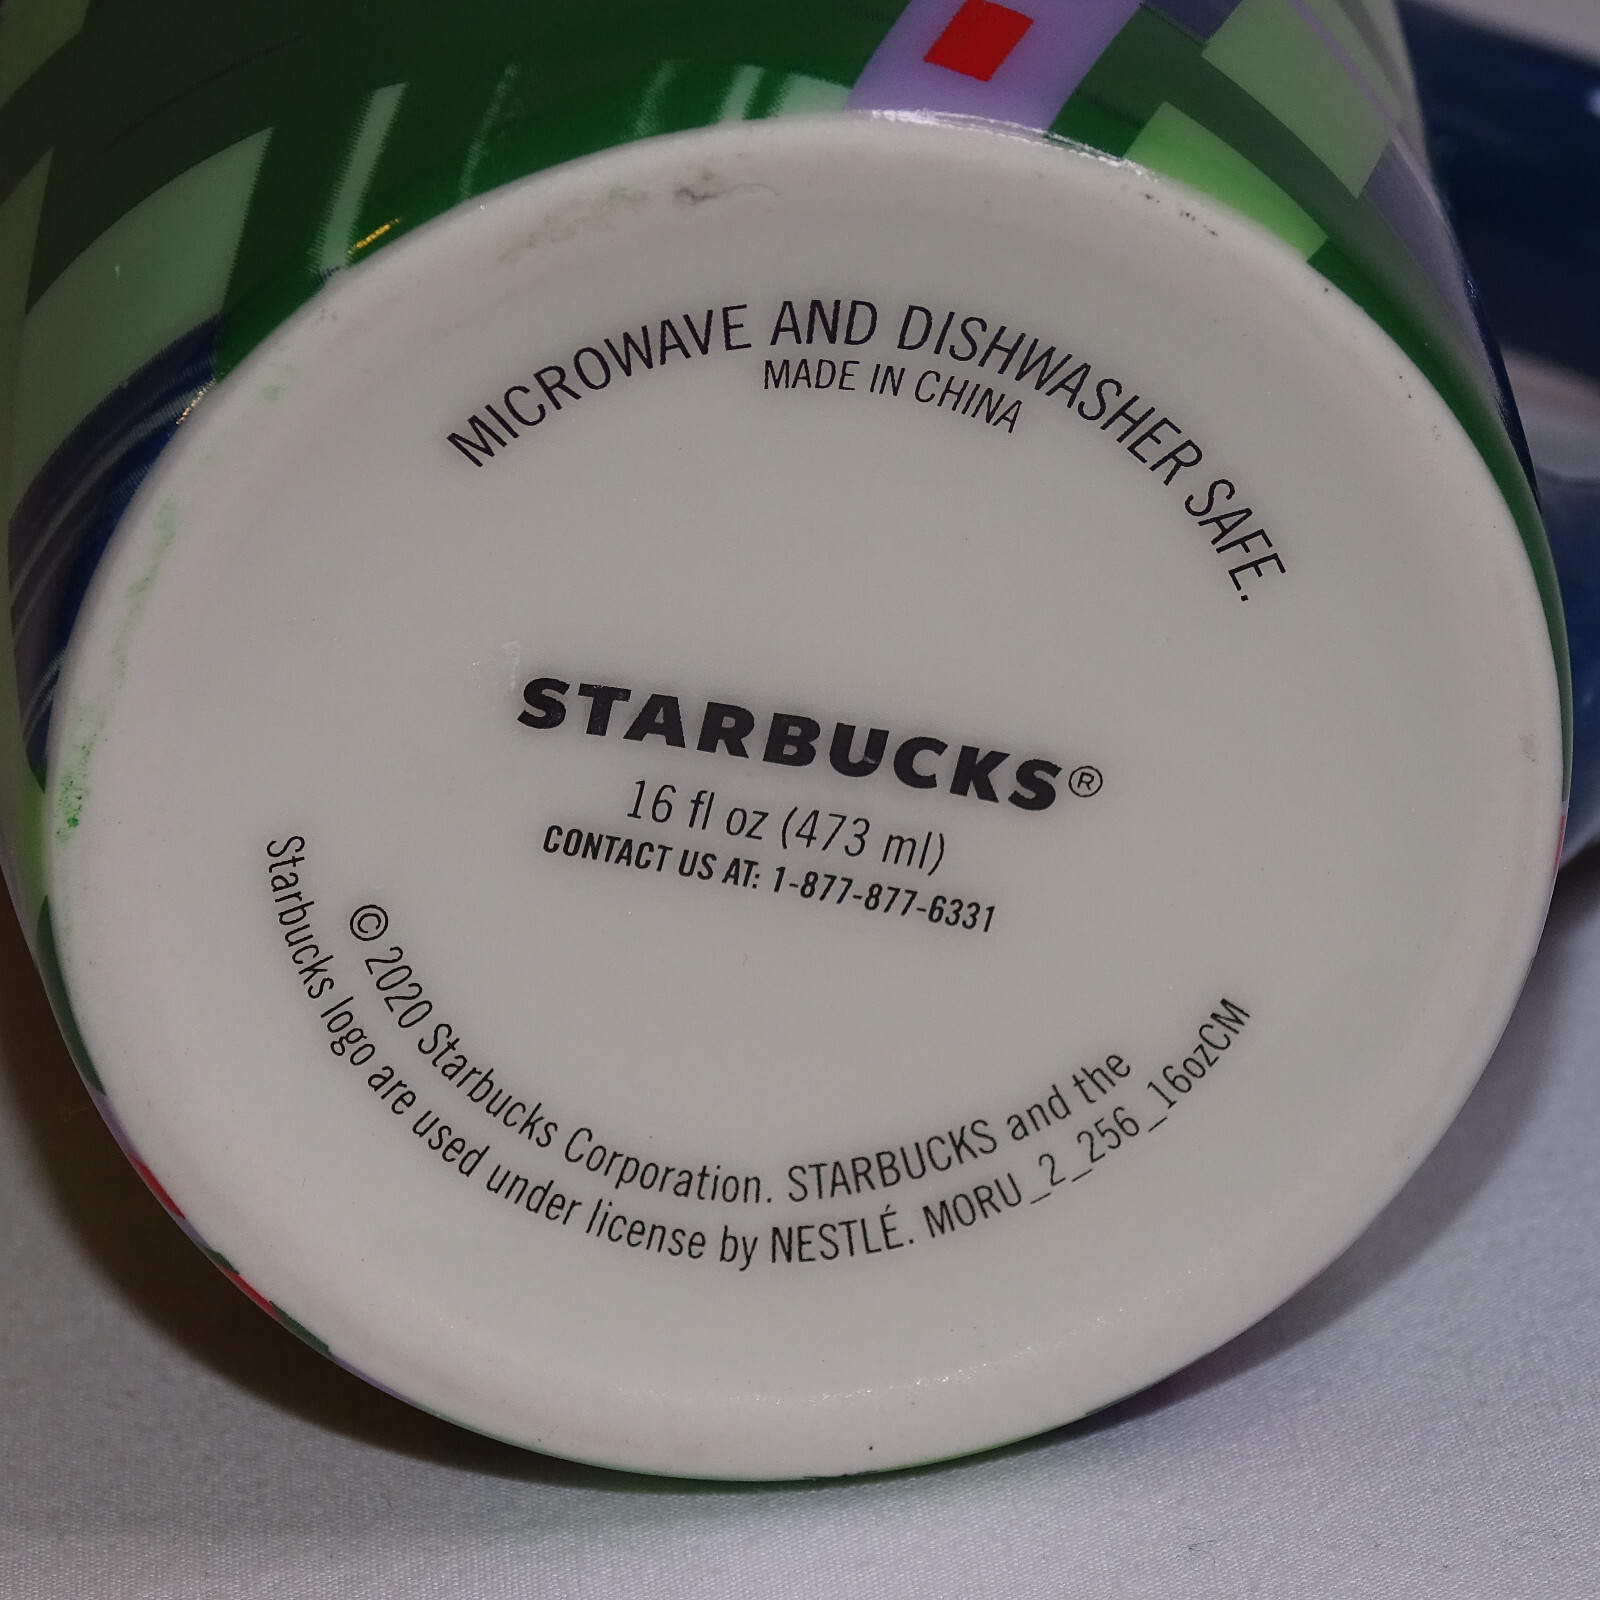 MICROWAVE AND DISHWASHER SAFE.
MADE IN CHINA
STARBUCKS®
16 fl oz (473 ml)
CONTACT US AT: 1-877-877-6331
© 2020 Starbucks Corporation. STARBUCKS and the
Starbucks logo are used under license by NESTLÉ. MORU_2_256_16ozCM